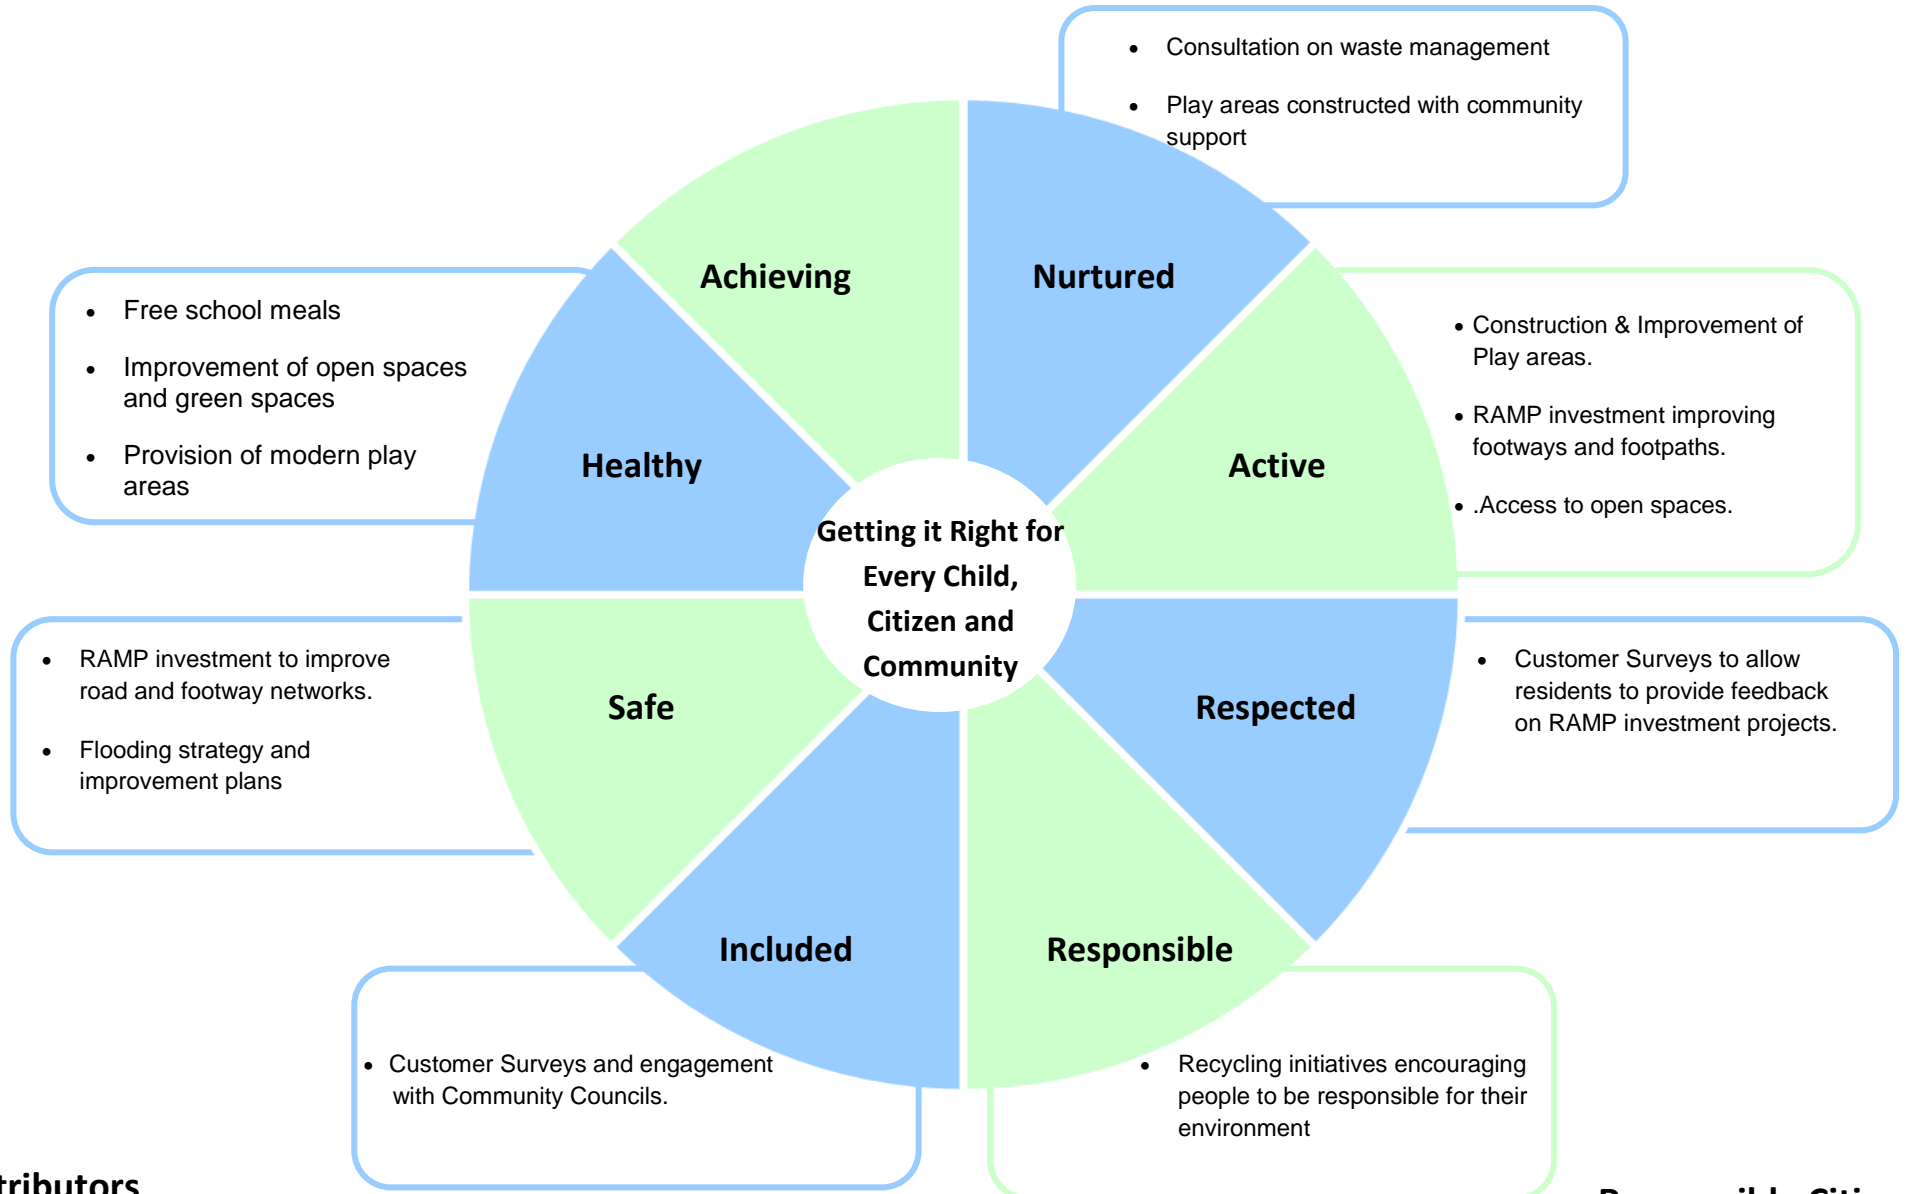 • Consultation on waste management
• Play areas constructed with community
support
Achieving
Nurtured
• Free school meals
• Improvement of open spaces
and green spaces
• Provision of modern play
areas
• Construction & Improvement of
Play areas.
• RAMP investment improving
footways and footpaths.
• .Access to open spaces.
Healthy
Active
Getting it Right for
Every Child,
Citizen and
Community
• RAMP investment to improve
road and footway networks.
• Flooding strategy and
improvement plans
Safe
Respected
• Customer Surveys to allow
residents to provide feedback
on RAMP investment projects.
Included
Responsible
• Customer Surveys and engagement
with Community Councils.
• Recycling initiatives encouraging
people to be responsible for their
environment
tributors